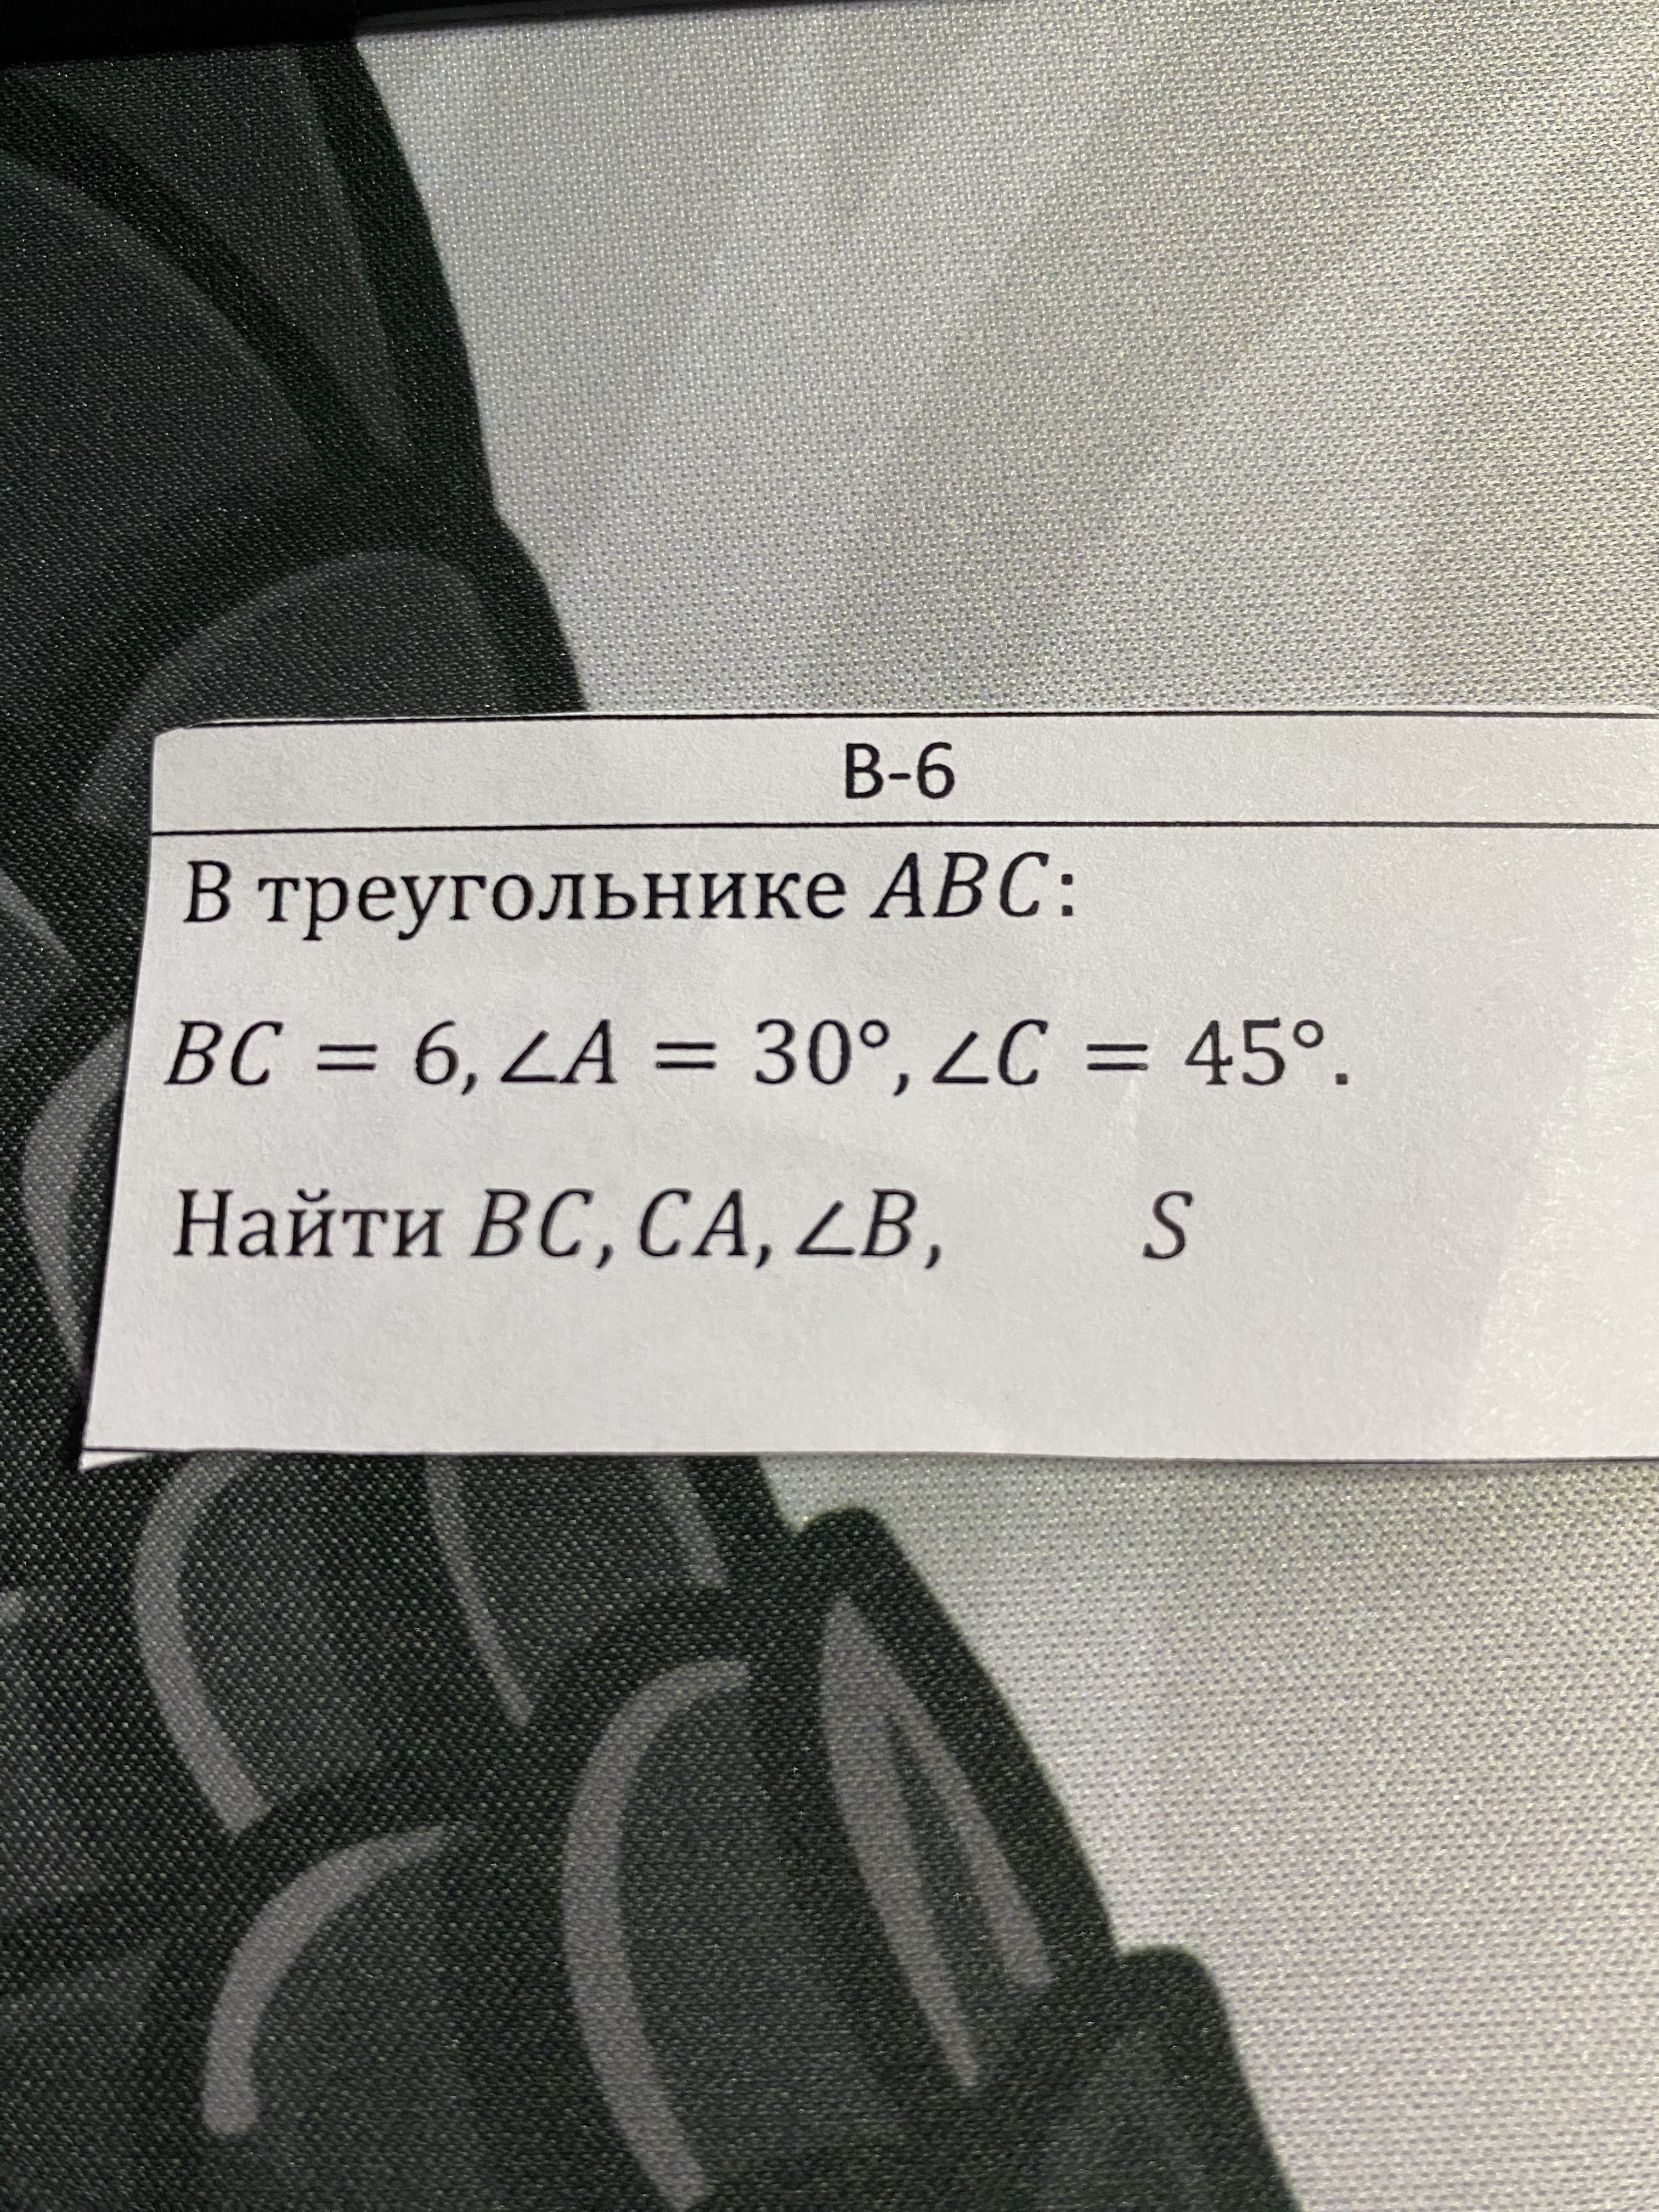 В-6
В треугольнике ABC:
BC = 6, ∠A = 30°, ∠C = 45°.
Найти BC, CA, ∠B, S